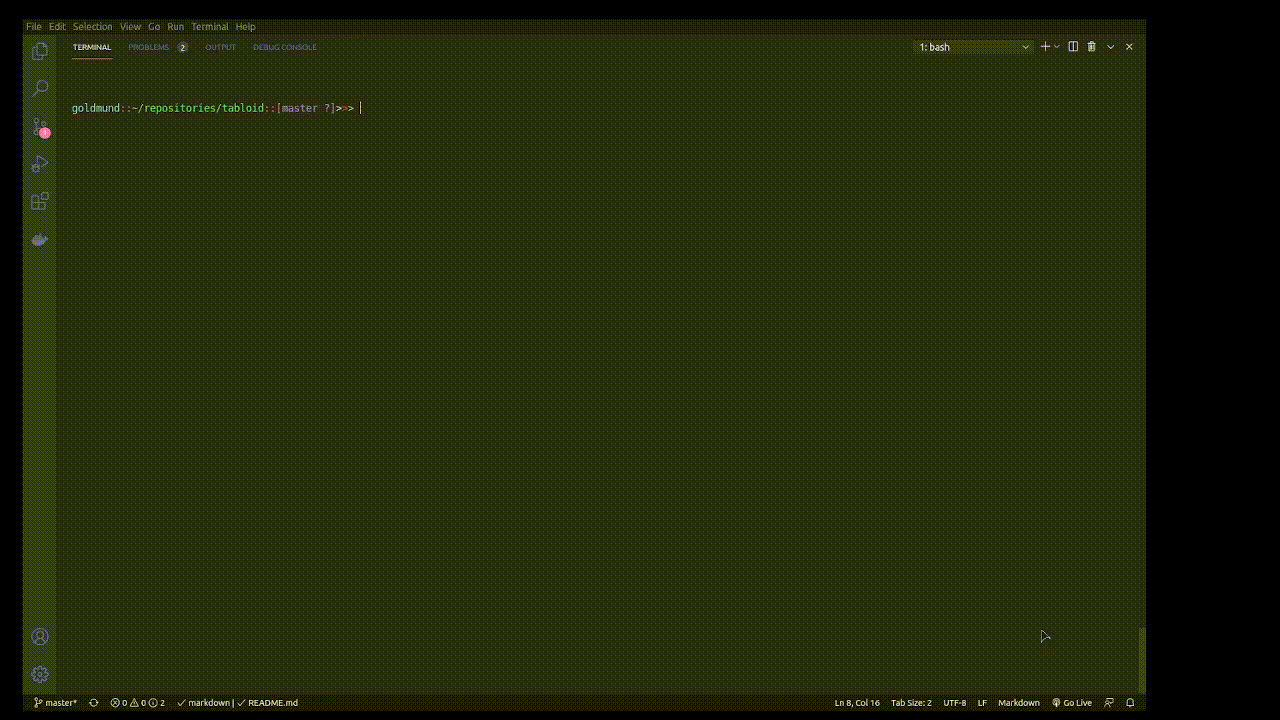 File Edit Selection View Go Run Terminal Help
TERMINAL PROBLEMS 2 OUTPUT DEBUG CONSOLE 1: bash
goldmund::~/repositories/tabloid::[master ?]>>>
1
master* 0 0 2 markdown | README.md Ln 8, Col 16 Tab Size: 2 UTF-8 LF Markdown Go Live